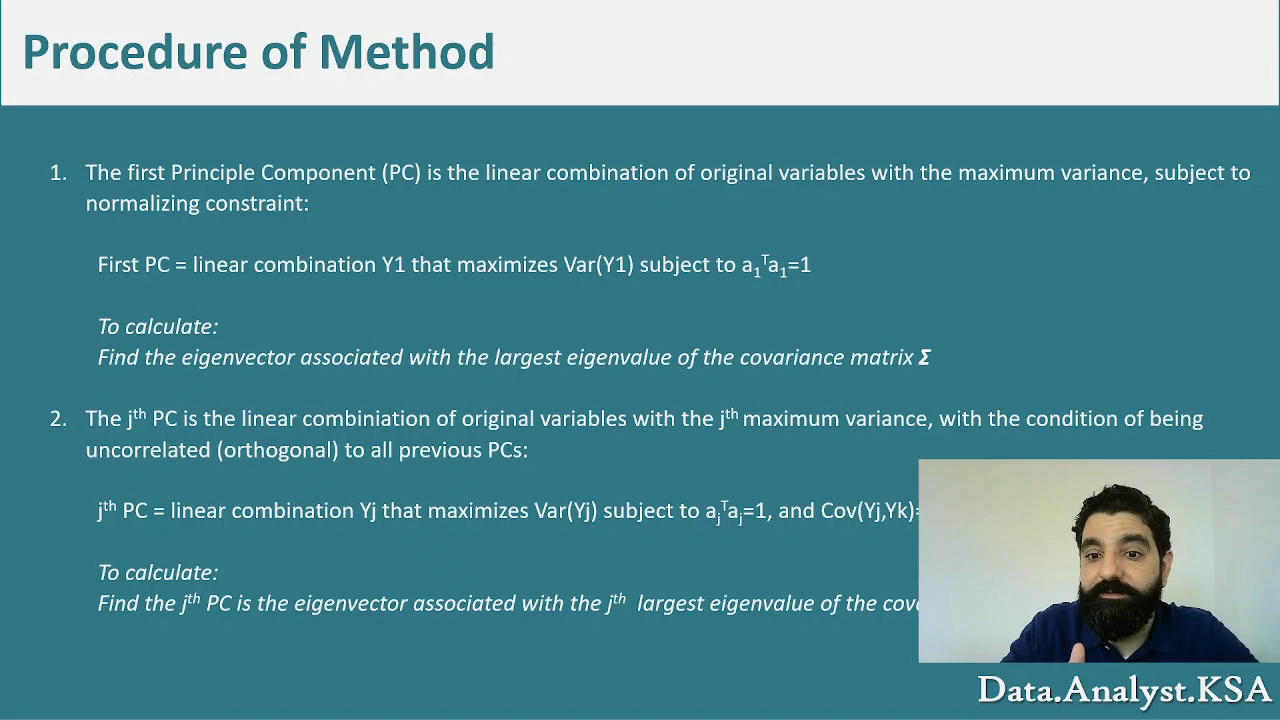 Procedure of Method
1. The first Principle Component (PC) is the linear combination of original variables with the maximum variance, subject to
normalizing constraint:
First PC = linear combination Y1 that maximizes Var(Y1) subject to a₁ᵀa₁=1
To calculate:
Find the eigenvector associated with the largest eigenvalue of the covariance matrix Σ
2. The jᵗʰ PC is the linear combiniation of original variables with the jᵗʰ maximum variance, with the condition of being
uncorrelated (orthogonal) to all previous PCs:
jᵗʰ PC = linear combination Yj that maximizes Var(Yj) subject to aⱼᵀaⱼ=1, and Cov(Yj,Yk)=
To calculate:
Find the jᵗʰ PC is the eigenvector associated with the jᵗʰ largest eigenvalue of the
Data.Analyst.KSA